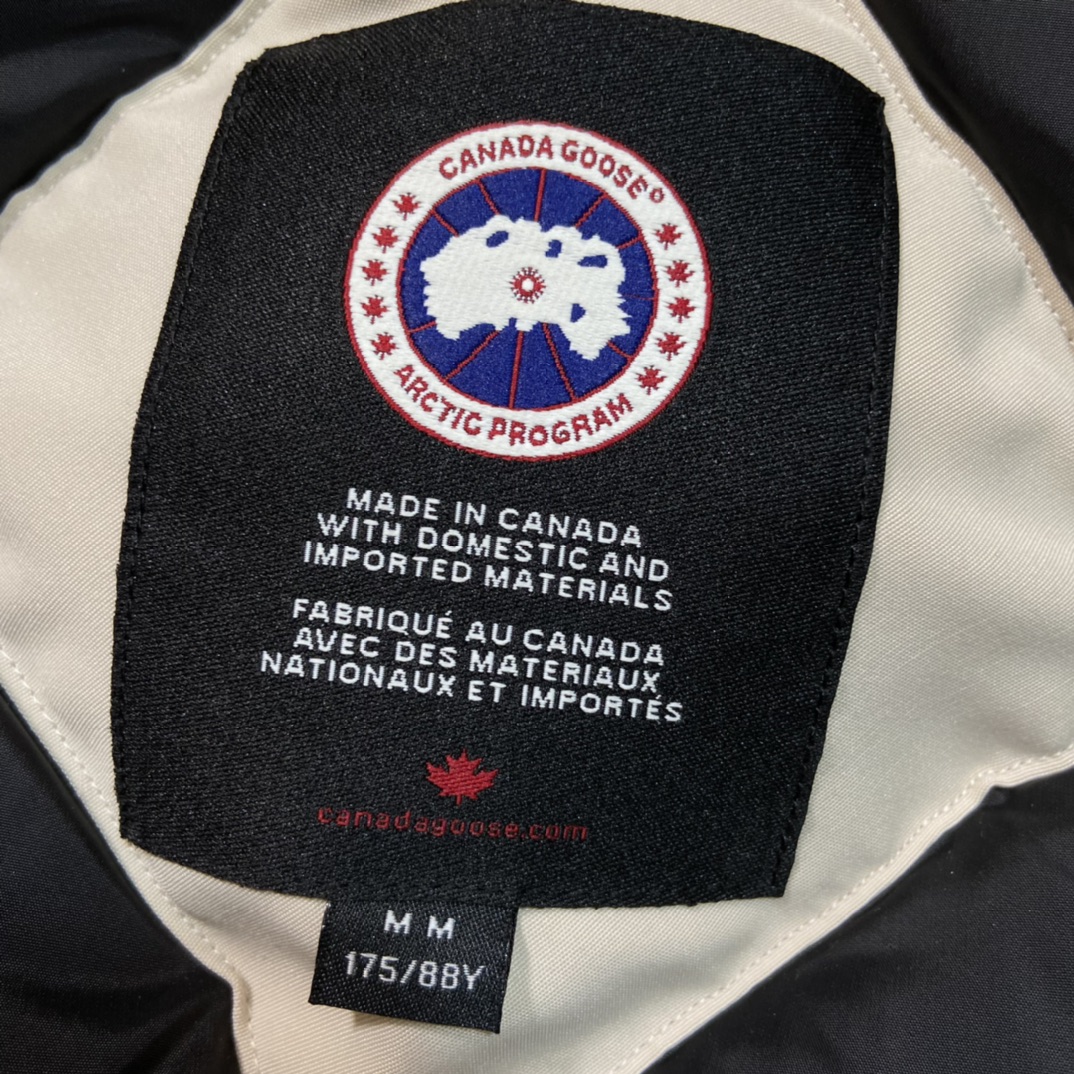 CANADA GOOSE®
ARCTIC PROGRAM
MADE IN CANADA
WITH DOMESTIC AND
IMPORTED MATERIALS
FABRIQUÉ AU CANADA
AVEC DES MATERIAUX
NATIONAUX ET IMPORTÉS
canadagoose.com
M M
175/88Y